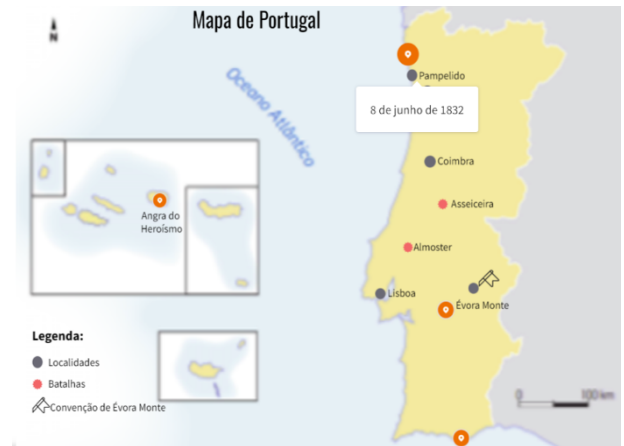 Mapa de Portugal
N
Oceano Atlântico
Pampelido
8 de junho de 1832
Coimbra
Asseiceira
Angra do
Heroísmo
Almoster
Lisboa
Évora Monte
Legenda:
Localidades
Batalhas
Convenção de Évora Monte
0 100 km